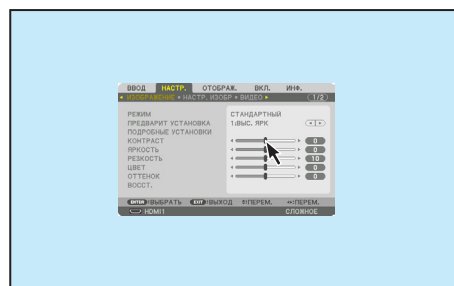 ВВОД НАСТР. ОТОБРАЖ. ВКЛ. ИНФ.
ИЗОБРАЖЕНИЕ • НАСТР. ИЗОБР • ВИДЕО 1/2
РЕЖИМ СТАНДАРТНЫЙ
ПРЕДВАРИТ УСТАНОВКА 1:ВЫС. ЯРК
ПОДРОБНЫЕ УСТАНОВКИ
КОНТРАСТ 0
ЯРКОСТЬ 0
РЕЗКОСТЬ 10
ЦВЕТ 0
ОТТЕНОК 0
ВОССТ.
ENTER :ВЫБРАТЬ EXIT :ВЫХОД :ПЕРЕМ. :ПЕРЕМ.
HDMI1 СЛОЖНОЕ